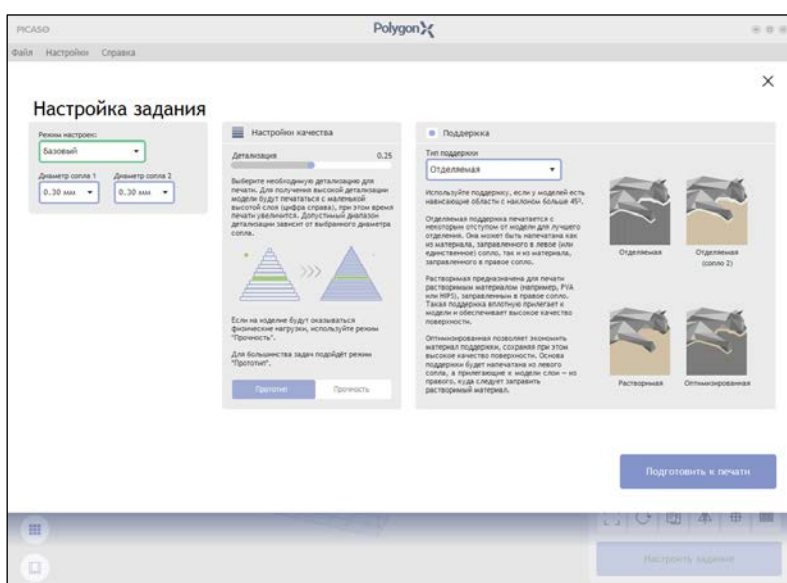 PICASO
Polygon X
Файл Настройки Справка
Настройка задания
Режим настроек:
Базовый
Диаметр сопла 1
Диаметр сопла 2
0.30 мм
0.30 мм
Настройки качества
Детализация 0.25
Выберите необходимую детализацию для
печати. Для получения высокой детализации
модели будут печататься с маленькой
высотой слоя (цифра справа), при этом время
печати увеличится. Допустимый диапазон
детализации зависит от выбранного диаметра
сопла.
>>>
Если на изделие будут оказываться
физические нагрузки, используйте режим
"Прочность".
Для большинства задач подойдёт режим
"Прототип".
Прототип
Прочность
Поддержка
Тип поддержки
Отделяемая
Используйте поддержку, если у моделей есть
нависающие области с наклоном больше 45º.
Отделяемая поддержка печатается с
некоторым отступом от модели для лучшего
отделения. Она может быть напечатана как
из материала, заправленного в левое (или
единственное) сопло, так и из материала,
заправленного в правое сопло.
Растворимая предназначена для печати
растворимым материалом (например, PVA
или HIPS), заправленным в правое сопло.
Такая поддержка вплотную прилегает к
модели и обеспечивает высокое качество
поверхности.
Оптимизированная позволяет экономить
материал поддержки, сохраняя при этом
высокое качество поверхности. Основа
поддержки будет напечатана из левого
сопла, а прилегающие к модели слои – из
правого, куда следует заправить
растворимый материал.
Отделяемая
Отделяемая
(сопло 2)
Растворимая
Оптимизированная
Подготовить к печати
Настроить задание